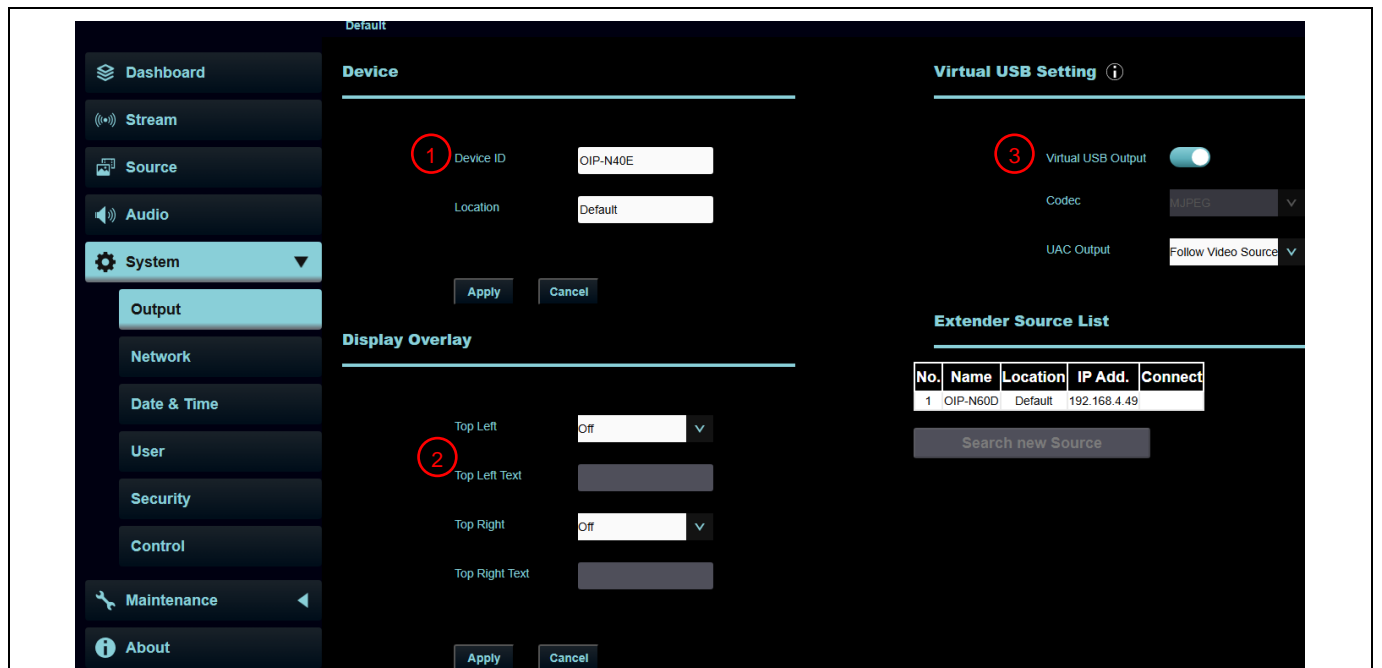 Default
Dashboard
Stream
Source
Audio
System
Output
Network
Date & Time
User
Security
Control
Maintenance
About
Device
1
Device ID
OIP-N40E
Location
Default
Apply Cancel
Display Overlay
2
Top Left
Off
Top Left Text
Top Right
Off
Top Right Text
Apply Cancel
Virtual USB Setting
3
Virtual USB Output
Codec
MJPEG
UAC Output
Follow Video Source
Extender Source List
No. Name Location IP Add. Connect
1 OIP-N60D Default 192.168.4.49
Search new Source